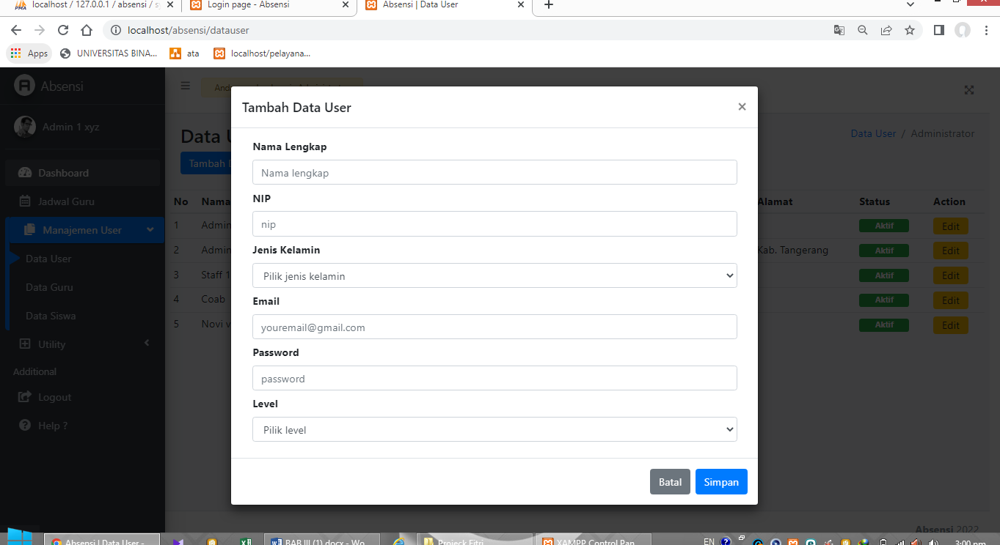 localhost / 127.0.0.1 / absensi / sy
Login page - Absensi
Absensi | Data User
localhost/absensi/datauser
Apps
UNIVERSITAS BINA...
ata
localhost/pelayana...
Absensi
Admin 1 xyz
Data User / Administrator
Tambah
Dashboard
Jadwal Guru
Manajemen User
Data User
Data Guru
Data Siswa
Utility
Additional
Logout
Help ?
No Nama Alamat Status Action
1 Admin Aktif Edit
2 Admin Kab. Tangerang Aktif Edit
3 Staff 1 Aktif Edit
4 Coab Aktif Edit
5 Novi Aktif Edit
Tambah Data User ×
Nama Lengkap
Nama lengkap
NIP
nip
Jenis Kelamin
Pilik jenis kelamin
Email
youremail@gmail.com
Password
password
Level
Pilik level
Batal Simpan
Absensi 2022
Absensi | Data User -
BAB III (1).docx - Wo...
Projeck Fitri
XAMPP Control Pan...
EN
3:00 pm